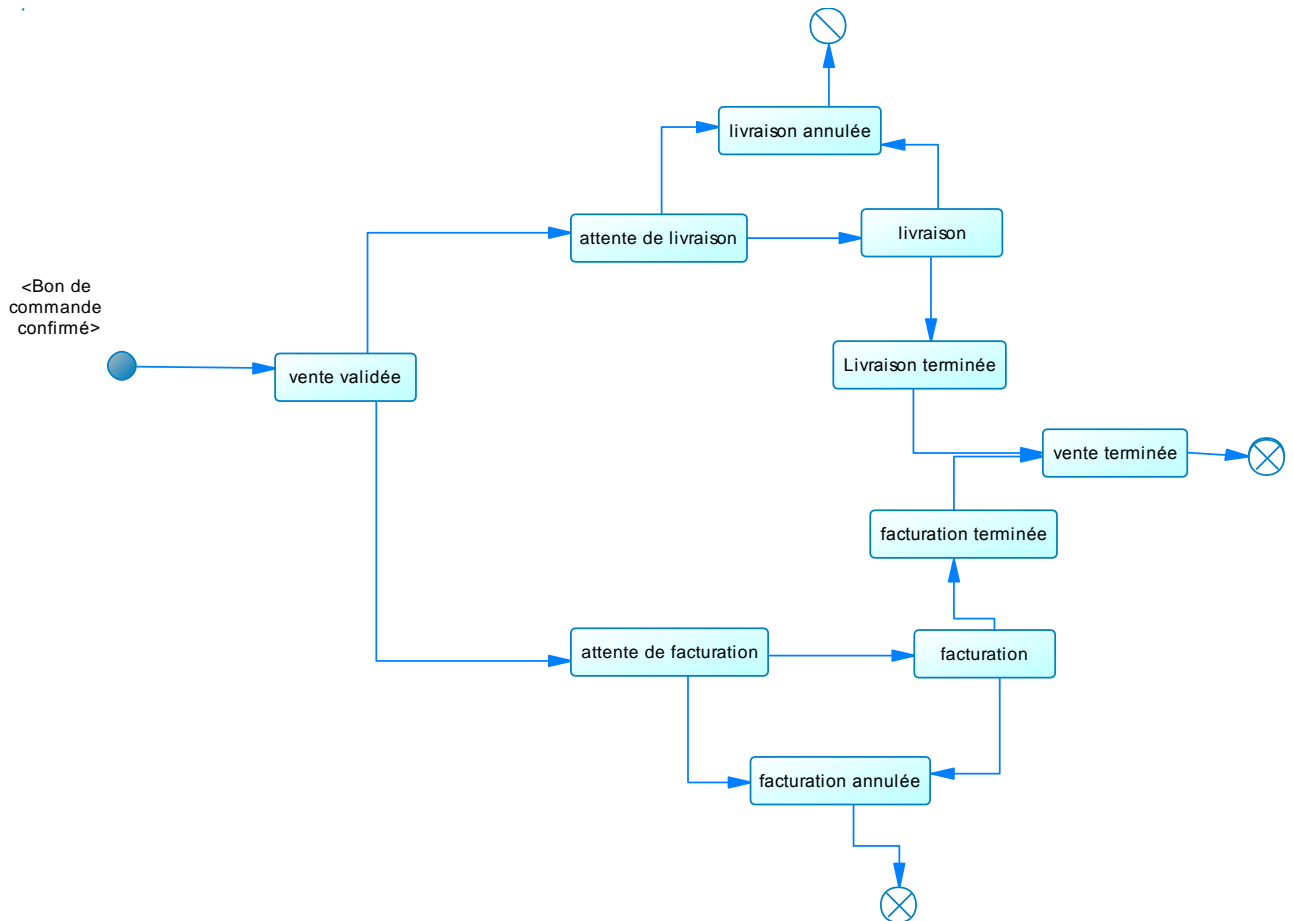 livraison annulée
attente de livraison
livraison
<Bon de
commande
confirmé>
vente validée
Livraison terminée
vente terminée
facturation terminée
attente de facturation
facturation
facturation annulée